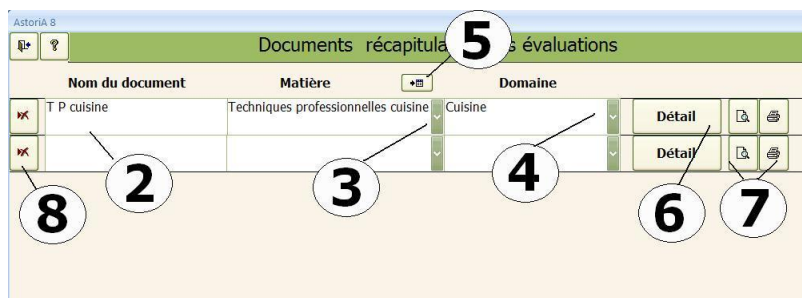 AstoriA 8
Documents récapitula s évaluations
5
Nom du document Matière Domaine
T P cuisine Techniques professionnelles cuisine Cuisine Détail
Détail
8 2 3 4 6 7